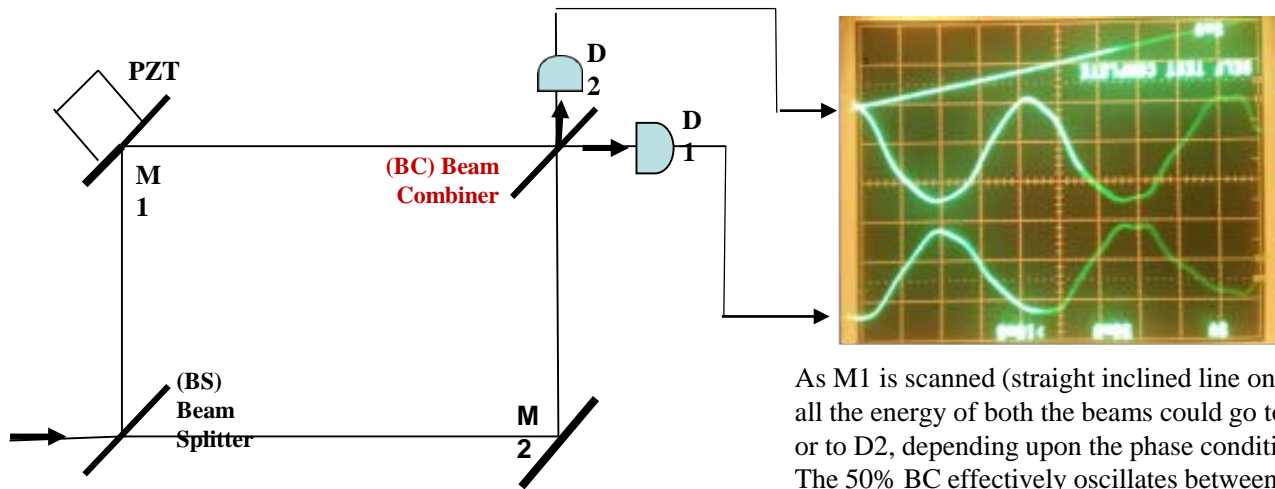 D
2
PZT
D
1
(BC) Beam
Combiner
M
1
(BS)
Beam
Splitter
M
2
As M1 is scanned (straight inclined line on
all the energy of both the beams could go to
or to D2, depending upon the phase conditi
The 50% BC effectively oscillates between